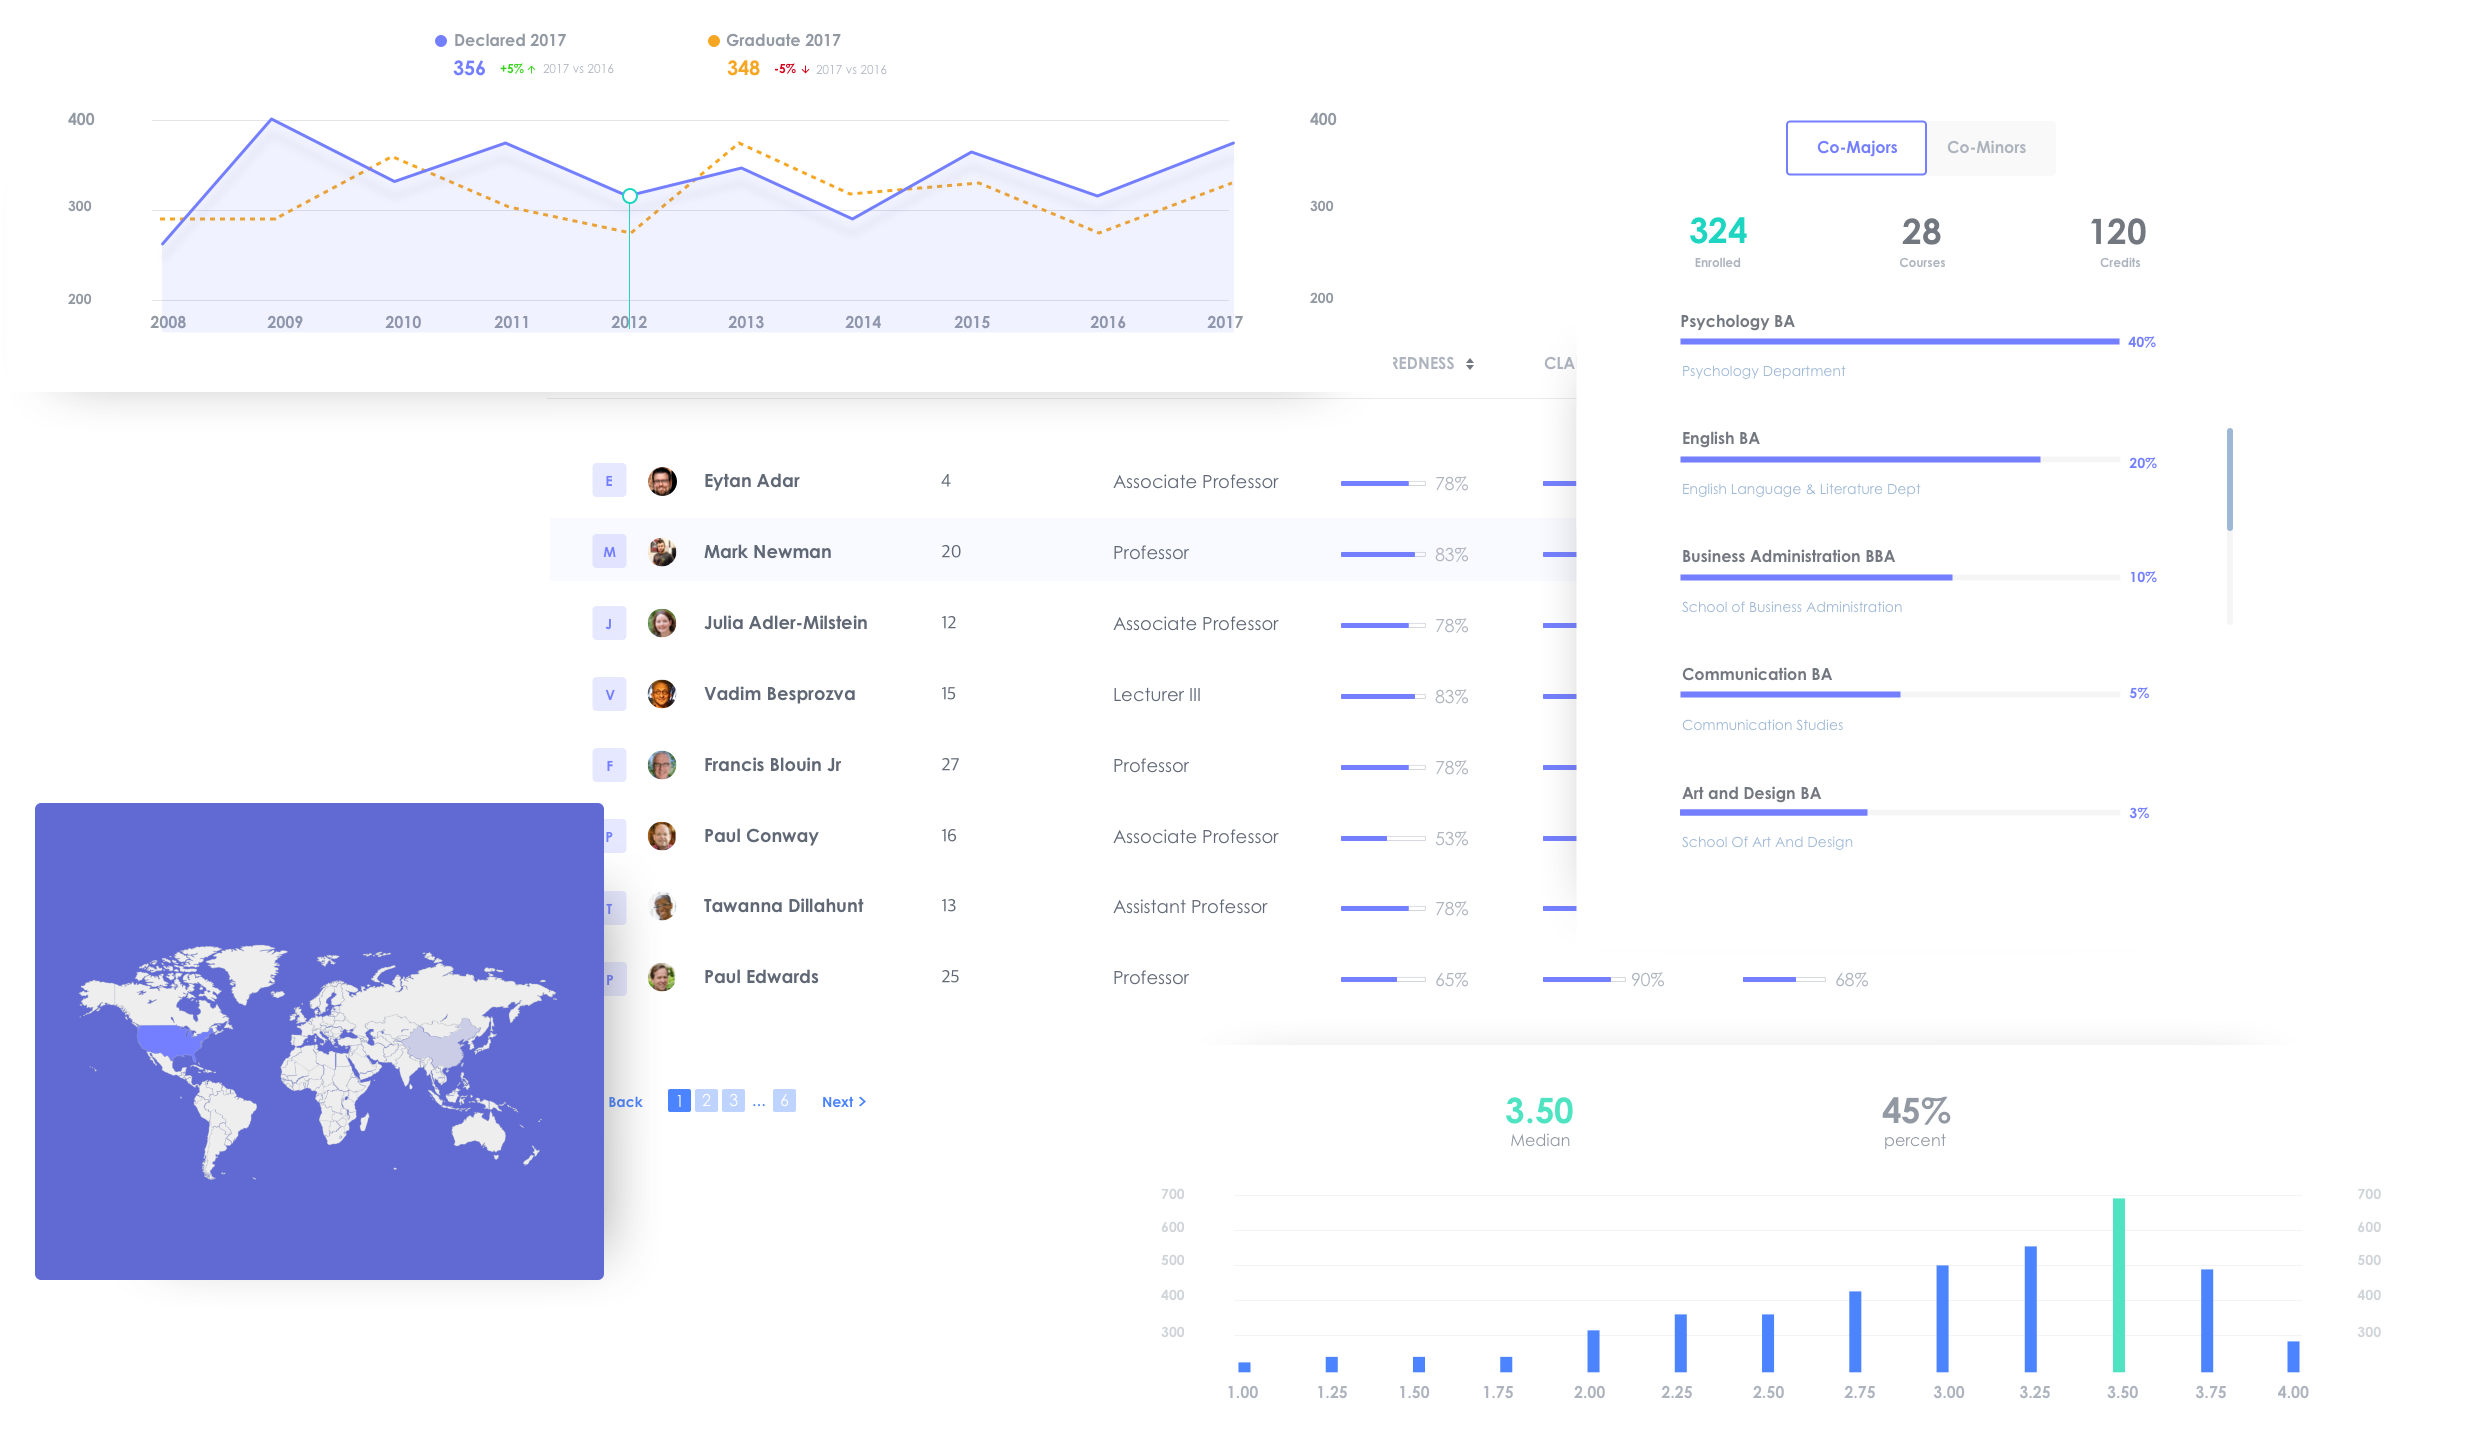 Declared 2017
356 +5% ↑ 2017 vs 2016
Graduate 2017
348 -5% ↓ 2017 vs 2016
400
300
200
2008 2009 2010 2011 2012 2013 2014 2015 2016 2017
400
300
200
Co-Majors Co-Minors
324 28 120
Enrolled Courses Credits
Psychology BA
40%
Psychology Department
English BA
20%
English Language & Literature Dept
Business Administration BBA
10%
School of Business Administration
Communication BA
5%
Communication Studies
Art and Design BA
3%
School Of Art And Design
REDNESS CLA
E Eytan Adar 4 Associate Professor 78%
M Mark Newman 20 Professor 83%
J Julia Adler-Milstein 12 Associate Professor 78%
V Vadim Besprozva 15 Lecturer III 83%
F Francis Blouin Jr 27 Professor 78%
P Paul Conway 16 Associate Professor 53%
T Tawanna Dillahunt 13 Assistant Professor 78%
P Paul Edwards 25 Professor 65% 90% 68%
Back 1 2 3 ... 6 Next >
3.50 45%
Median percent
700 700
600 600
500 500
400 400
300 300
1.00 1.25 1.50 1.75 2.00 2.25 2.50 2.75 3.00 3.25 3.50 3.75 4.00